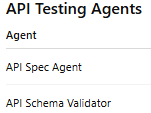 API Testing Agents
Agent
API Spec Agent
API Schema Validator